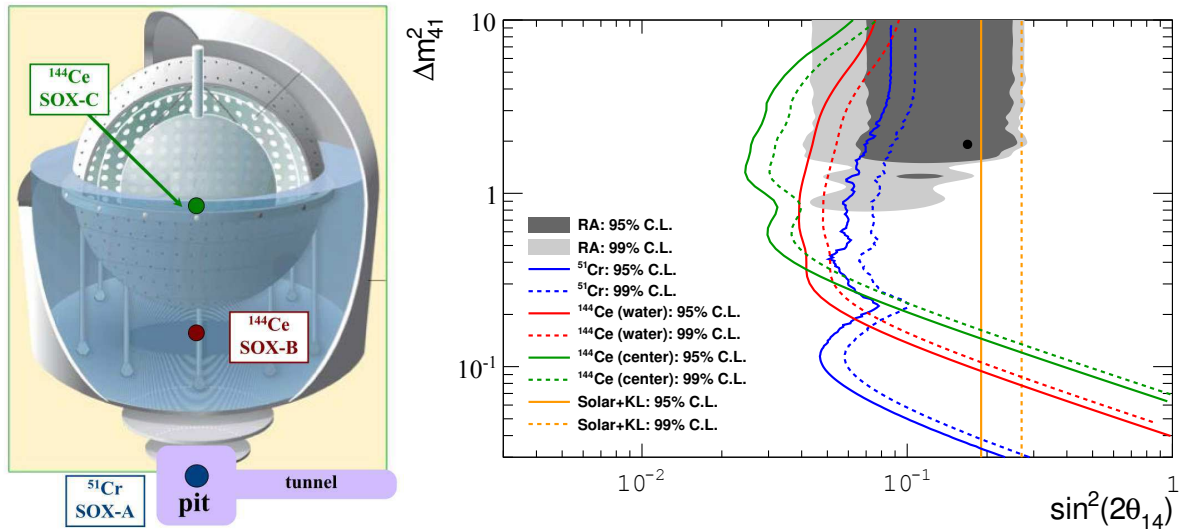 ¹⁴⁴Ce
SOX-C
¹⁴⁴Ce
SOX-B
⁵¹Cr
SOX-A
pit
tunnel
Δm²₄₁
10
1
10⁻¹
RA: 95% C.L.
RA: 99% C.L.
⁵¹Cr: 95% C.L.
⁵¹Cr: 99% C.L.
¹⁴⁴Ce (water): 95% C.L.
¹⁴⁴Ce (water): 99% C.L.
¹⁴⁴Ce (center): 95% C.L.
¹⁴⁴Ce (center): 99% C.L.
Solar+KL: 95% C.L.
Solar+KL: 99% C.L.
10⁻² 10⁻¹ 1
sin²(2θ₁₄)